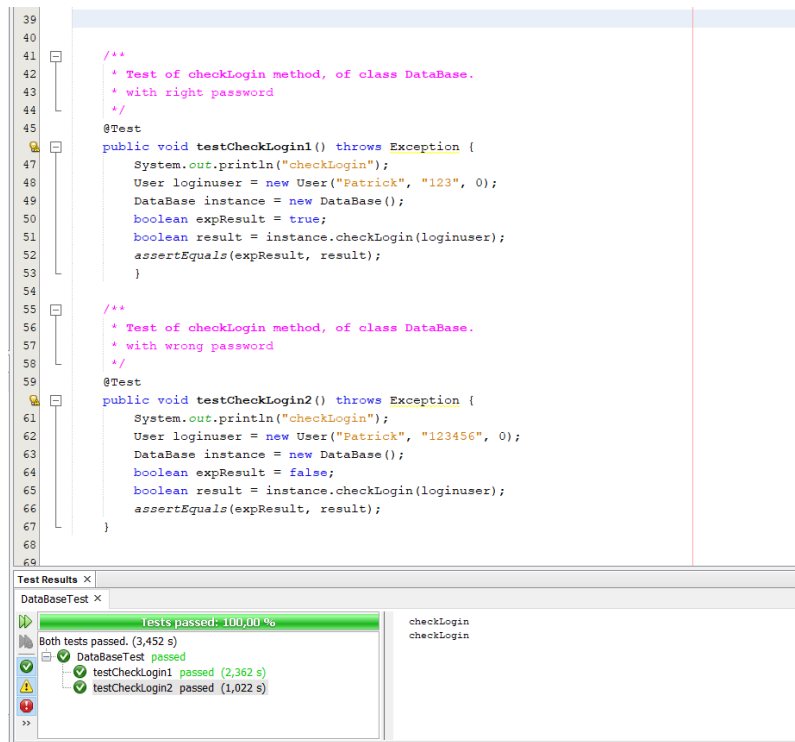 39
40
41 /**
42 * Test of checkLogin method, of class DataBase.
43 * with right password
44 */
45 @Test
public void testCheckLogin1() throws Exception {
47 System.out.println("checkLogin");
48 User loginuser = new User("Patrick", "123", 0);
49 DataBase instance = new DataBase();
50 boolean expResult = true;
51 boolean result = instance.checkLogin(loginuser);
52 assertEquals(expResult, result);
53 }
54
55 /**
56 * Test of checkLogin method, of class DataBase.
57 * with wrong password
58 */
59 @Test
public void testCheckLogin2() throws Exception {
61 System.out.println("checkLogin");
62 User loginuser = new User("Patrick", "123456", 0);
63 DataBase instance = new DataBase();
64 boolean expResult = false;
65 boolean result = instance.checkLogin(loginuser);
66 assertEquals(expResult, result);
67 }
68
69
Test Results ×
DataBaseTest ×
Tests passed: 100,00 %
Both tests passed. (3,452 s)
DataBaseTest passed
testCheckLogin1 passed (2,362 s)
testCheckLogin2 passed (1,022 s)
>>
checkLogin
checkLogin